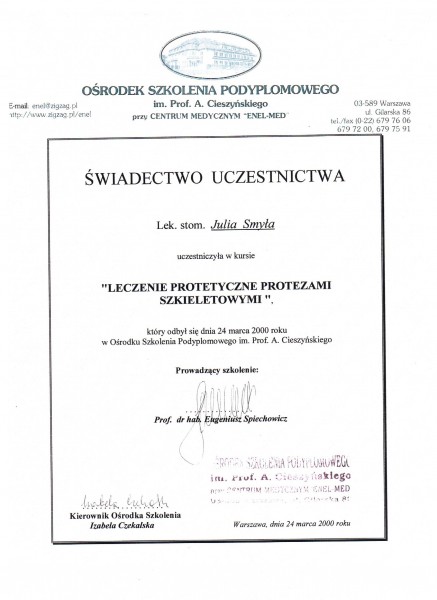 OŚRODEK SZKOLENIA PODYPLOMOWEGO
im. Prof. A. Cieszyńskiego
przy CENTRUM MEDYCZNYM "ENEL-MED"
E-mail. enel@zigzag.pl
http://www.zigzag.pl/enel
03-589 Warszawa
ul. Gilarska 86
tel./fax (0-22) 679 76 06
679 72 00, 679 75 91
ŚWIADECTWO UCZESTNICTWA
Lek. stom. Julia Smyła
uczestniczyła w kursie
"LECZENIE PROTETYCZNE PROTEZAMI
SZKIELETOWYMI ".
który odbył się dnia 24 marca 2000 roku
w Ośrodku Szkolenia Podyplomowego im. Prof. A. Cieszyńskiego
Prowadzący szkolenie:
Prof. dr hab. Eugeniusz Spiechowicz
OŚRODEK SZKOLENIA PODYPLOMOWEGO
im. Prof. A. Cieszyńskiego
przy CENTRUM MEDYCZNYM ENEL-MED
ul. Gilarska 86
Kierownik Ośrodka Szkolenia
Izabela Czekalska
Warszawa, dnia 24 marca 2000 roku